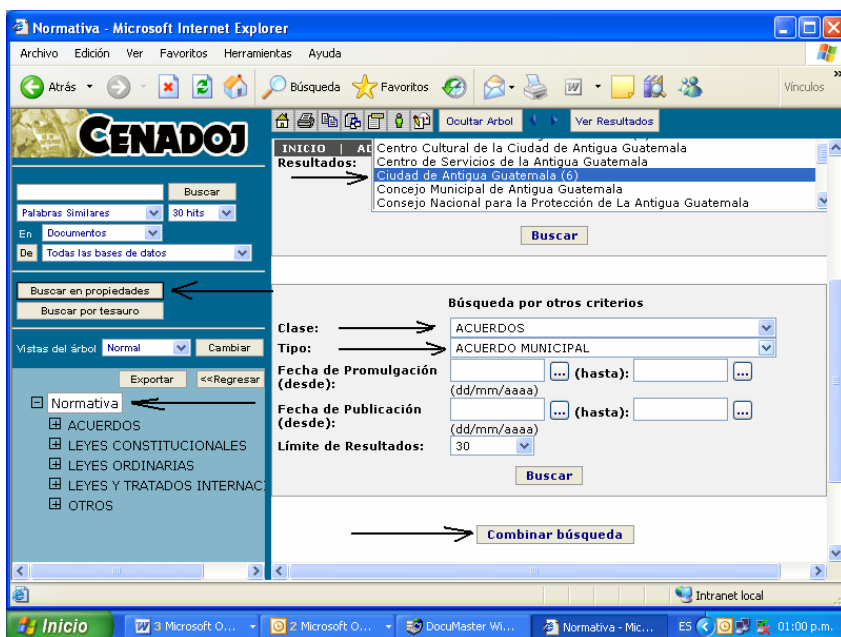 Normativa - Microsoft Internet Explorer
Archivo Edición Ver Favoritos Herramientas Ayuda
Atrás Búsqueda Favoritos Vínculos »
CENADOJ
Ocultar Arbol Ver Resultados
INICIO | AD
Resultados:
Centro Cultural de la Ciudad de Antigua Guatemala
Centro de Servicios de la Antigua Guatemala
Ciudad de Antigua Guatemala (6)
Concejo Municipal de Antigua Guatemala
Consejo Nacional para la Protección de La Antigua Guatemala
Buscar
Buscar
Palabras Similares 30 hits
En Documentos
De Todas las bases de datos
Buscar en propiedades
Buscar por tesauro
Vistas del árbol Normal Cambiar
Exportar <<Regresar
Normativa
ACUERDOS
LEYES CONSTITUCIONALES
LEYES ORDINARIAS
LEYES Y TRATADOS INTERNAC
OTROS
Búsqueda por otros criterios
Clase: ACUERDOS
Tipo: ACUERDO MUNICIPAL
Fecha de Promulgación (desde): ... (hasta): ...
(dd/mm/aaaa)
Fecha de Publicación (desde): ... (hasta): ...
(dd/mm/aaaa)
Límite de Resultados: 30
Buscar
Combinar búsqueda
Intranet local
Inicio 3 Microsoft O... 2 Microsoft O... DocuMaster Wi... Normativa - Mic... ES 01:00 p.m.